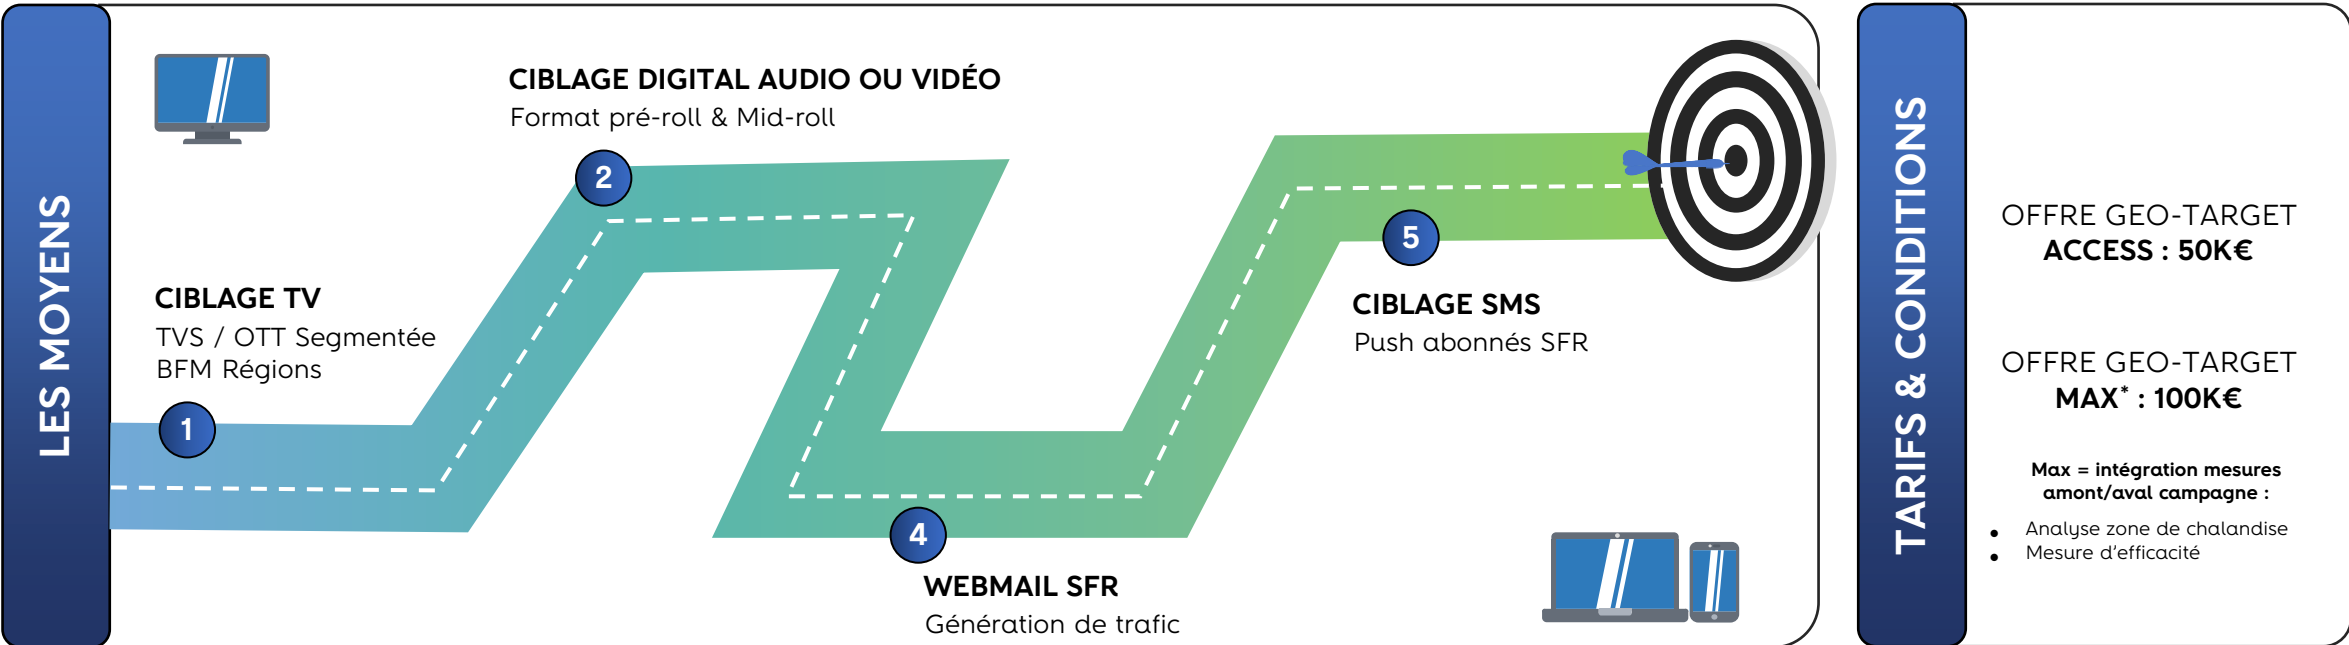 LES MOYENS
CIBLAGE TV
TVS / OTT Segmentée
BFM Régions
1
CIBLAGE DIGITAL AUDIO OU VIDÉO
Format pré-roll & Mid-roll
2
4
WEBMAIL SFR
Génération de trafic
5
CIBLAGE SMS
Push abonnés SFR
TARIFS & CONDITIONS
OFFRE GEO-TARGET
ACCESS : 50K€
OFFRE GEO-TARGET
MAX* : 100K€
Max = intégration mesures
amont/aval campagne :
• Analyse zone de chalandise
• Mesure d'efficacité